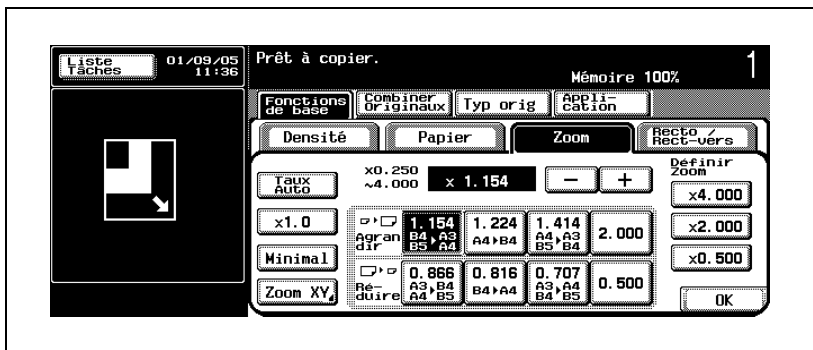 Liste
Tâches
01/09/05
11:36
Prêt à copier.
Mémoire 100%
1
Fonctions
de base
Combiner
Originaux
Typ orig
Appli-
cation
Densité
Papier
Zoom
Recto /
Rect-vers
Taux
Auto
x0.250
~4.000
x 1.154
−
+
Définir
Zoom
x4.000
x1.0
Agran
dir
1.154
B4▸A3
B5▸A4
1.224
A4▸B4
1.414
A4▸A3
B5▸B4
2.000
x2.000
Minimal
x0.500
Zoom XY
Ré-
duire
0.866
A3▸B4
A4▸B5
0.816
B4▸A4
0.707
A3▸A4
B4▸B5
0.500
OK